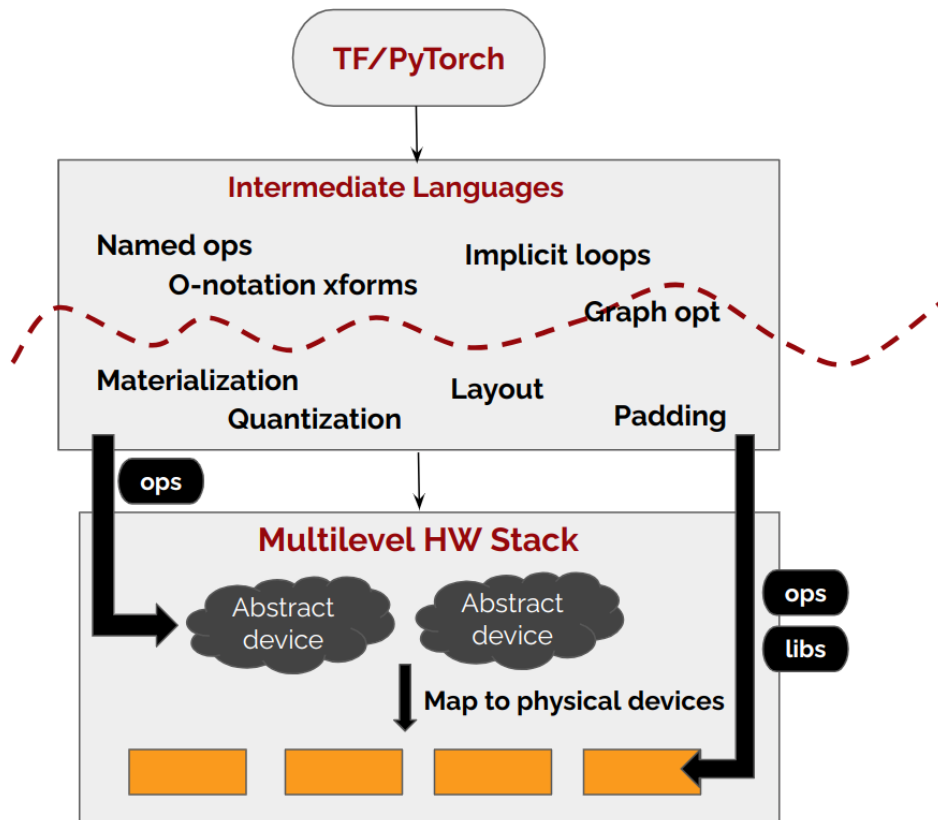 TF/PyTorch
Intermediate Languages
Named ops
Implicit loops
O-notation xforms
Graph opt
Materialization
Layout
Quantization
Padding
ops
Multilevel HW Stack
Abstract
device
Abstract
device
ops
libs
Map to physical devices